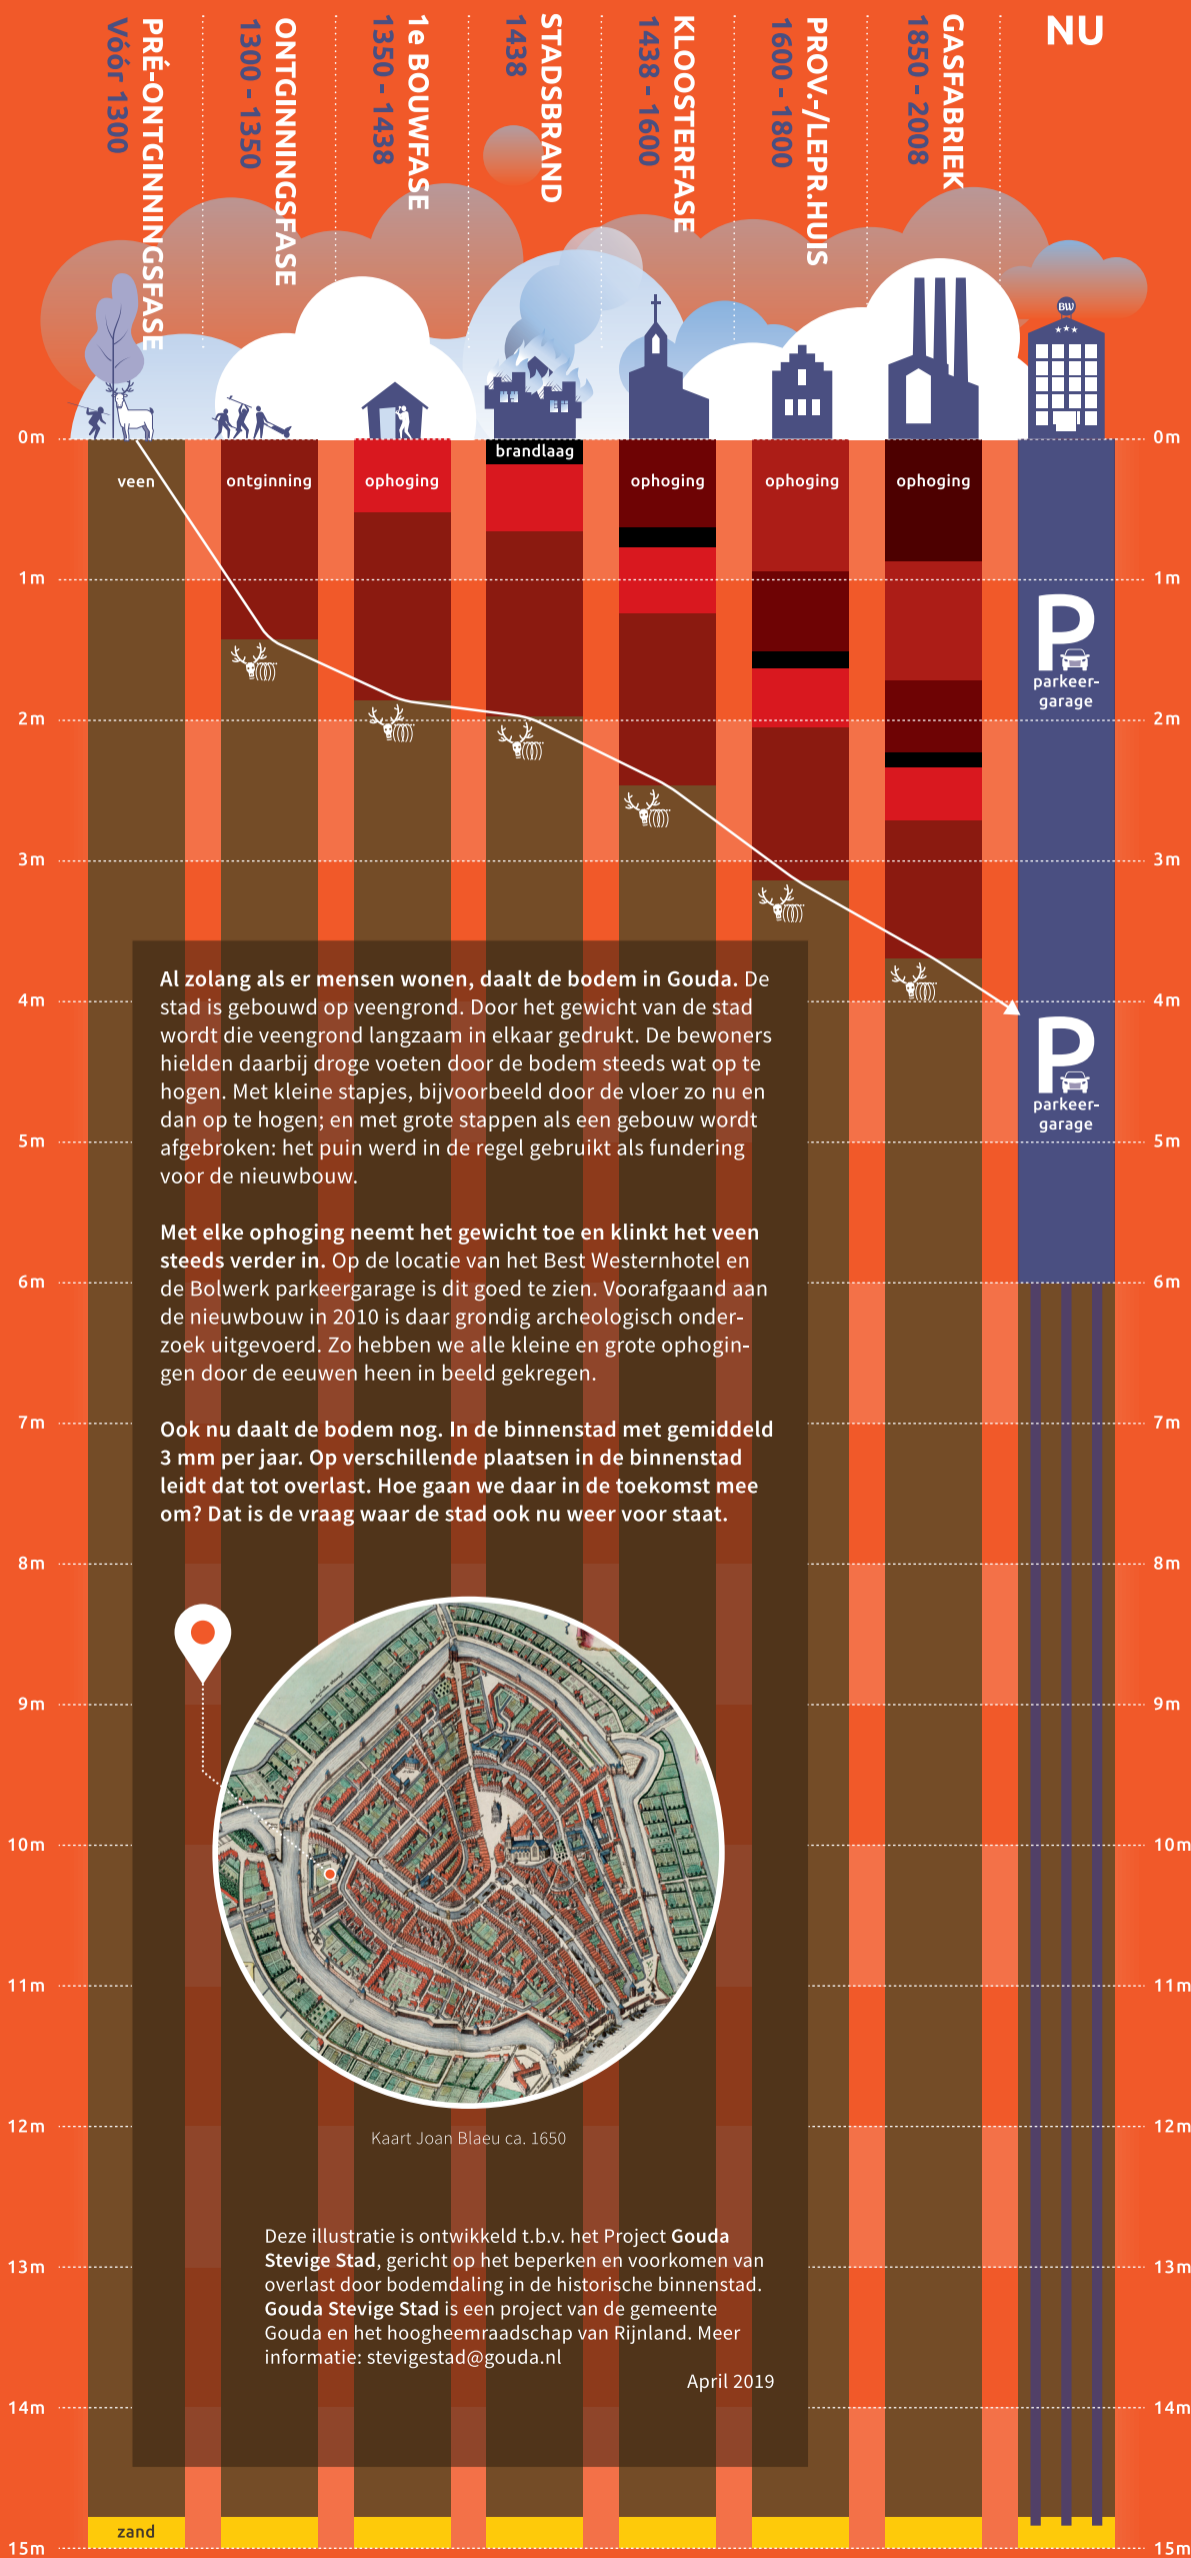 PRÉ-ONTGINNINGSFASE
Vóór 1300
ONTGINNINGSFASE
1300 - 1350
1e BOUWFASE
1350 - 1438
STADSBRAND
1438
KLOOSTERFASE
1438 - 1600
PROV.-/LEPR.HUIS
1600 - 1800
GASFABRIEK
1850 - 2008
NU
BW
0m
0m
brandlaag
veen
ontginning
ophoging
ophoging
ophoging
ophoging
1m
1m
P
parkeer-
garage
2m
2m
3m
3m
Al zolang als er mensen wonen, daalt de bodem in Gouda. De
stad is gebouwd op veengrond. Door het gewicht van de stad
wordt die veengrond langzaam in elkaar gedrukt. De bewoners
hielden daarbij droge voeten door de bodem steeds wat op te
hogen. Met kleine stapjes, bijvoorbeeld door de vloer zo nu en
dan op te hogen; en met grote stappen als een gebouw wordt
afgebroken: het puin werd in de regel gebruikt als fundering
voor de nieuwbouw.
4m
4m
P
parkeer-
garage
5m
5m
Met elke ophoging neemt het gewicht toe en klinkt het veen
steeds verder in. Op de locatie van het Best Westernhotel en
de Bolwerk parkeergarage is dit goed te zien. Voorafgaand aan
de nieuwbouw in 2010 is daar grondig archeologisch onder-
zoek uitgevoerd. Zo hebben we alle kleine en grote ophogin-
gen door de eeuwen heen in beeld gekregen.
6m
6m
Ook nu daalt de bodem nog. In de binnenstad met gemiddeld
3 mm per jaar. Op verschillende plaatsen in de binnenstad
leidt dat tot overlast. Hoe gaan we daar in de toekomst mee
om? Dat is de vraag waar de stad ook nu weer voor staat.
7m
7m
8m
8m
9m
9m
10m
10m
11m
11m
12m
12m
Kaart Joan Blaeu ca. 1650
Deze illustratie is ontwikkeld t.b.v. het Project Gouda
Stevige Stad, gericht op het beperken en voorkomen van
overlast door bodemdaling in de historische binnenstad.
Gouda Stevige Stad is een project van de gemeente
Gouda en het hoogheemraadschap van Rijnland. Meer
informatie: stevigestad@gouda.nl
April 2019
13m
13m
14m
14m
zand
15m
15m